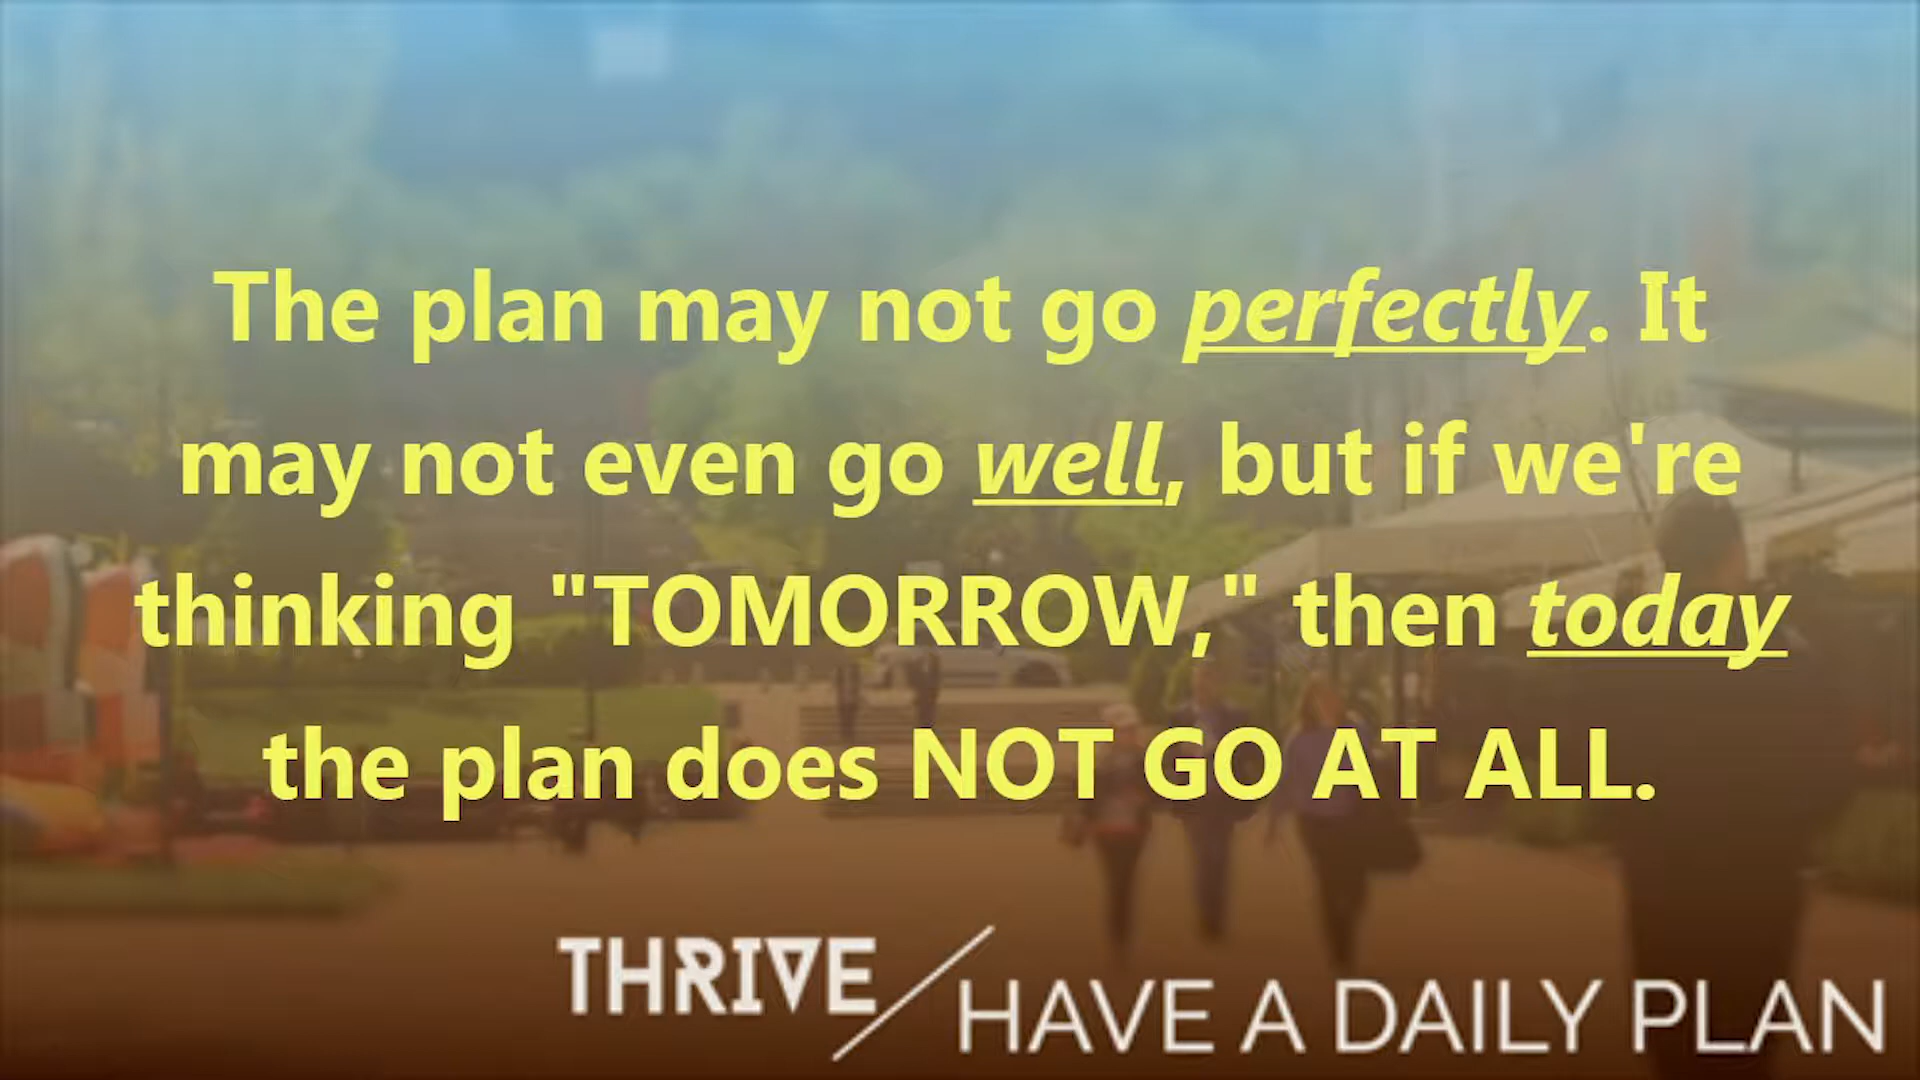 The plan may not go perfectly. It
may not even go well, but if we're
thinking "TOMORROW," then today
the plan does NOT GO AT ALL.
THRIVE
HAVE A DAILY PLAN